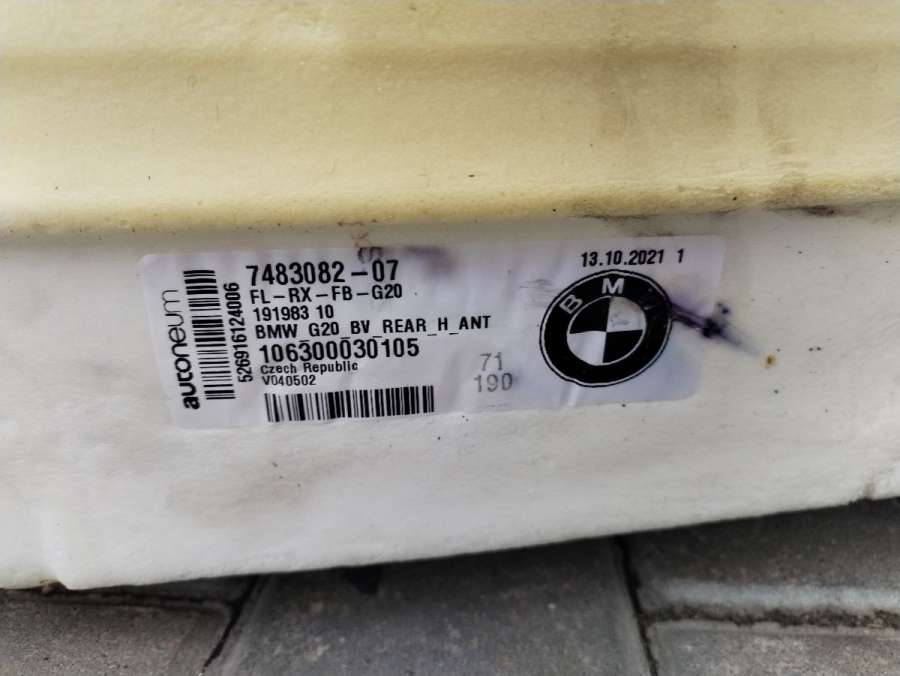 autoneum
526916124006
7483082-07
FL-RX-FB-G20
191983 10
BMW_G20_BV_REAR_H_ANT
106300030105
Czech Republic
V040502
71
190
13.10.2021 1
BMW